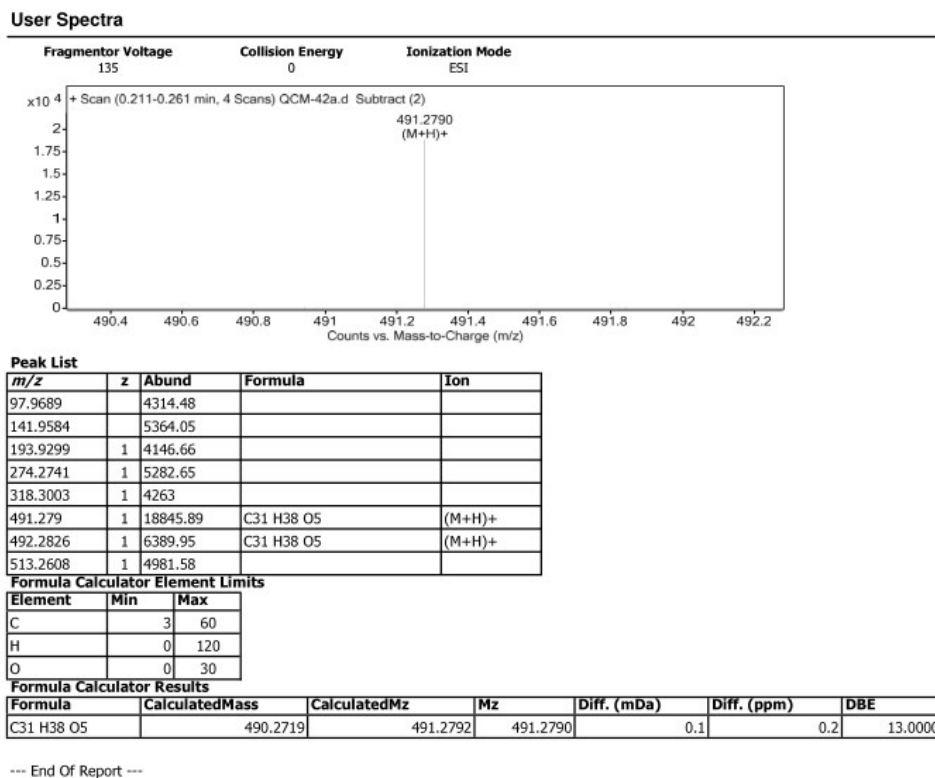 User Spectra
Fragmentor Voltage Collision Energy Ionization Mode
135 0 ESI
x10 4 + Scan (0.211-0.261 min, 4 Scans) QCM-42a.d Subtract (2)
491.2790
(M+H)+
2
1.75
1.5
1.25
1
0.75
0.5
0.25
0
490.4 490.6 490.8 491 491.2 491.4 491.6 491.8 492 492.2
Counts vs. Mass-to-Charge (m/z)
Peak List
m/z z Abund Formula Ion
97.9689 4314.48
141.9584 5364.05
193.9299 1 4146.66
274.2741 1 5282.65
318.3003 1 4263
491.279 1 18845.89 C31 H38 O5 (M+H)+
492.2826 1 6389.95 C31 H38 O5 (M+H)+
513.2608 1 4981.58
Formula Calculator Element Limits
Element Min Max
C 3 60
H 0 120
O 0 30
Formula Calculator Results
Formula CalculatedMass CalculatedMz Mz Diff. (mDa) Diff. (ppm) DBE
C31 H38 O5 490.2719 491.2792 491.2790 0.1 0.2 13.0000
--- End Of Report ---